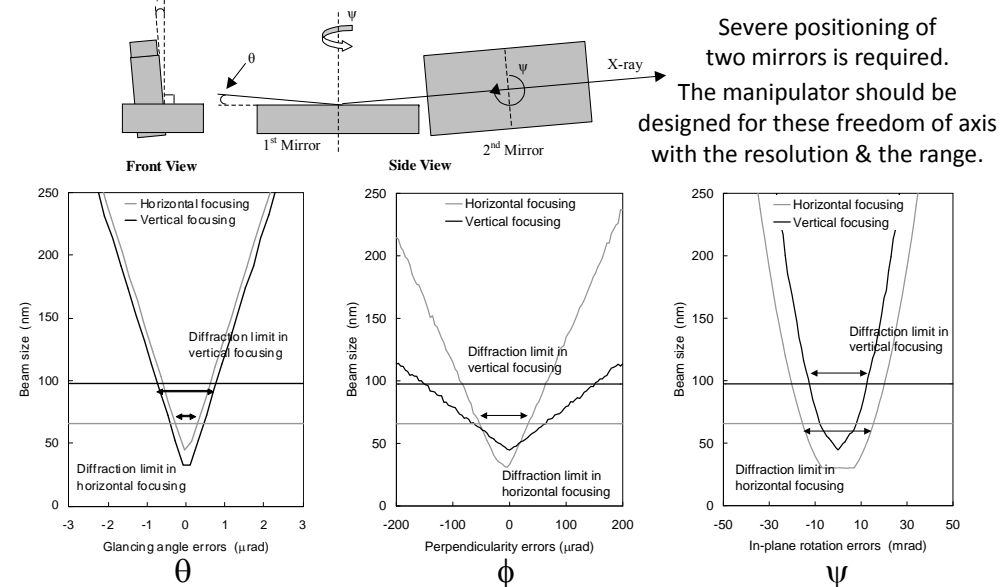 ψ
Severe positioning of
two mirrors is required.
The manipulator should be
designed for these freedom of axis
with the resolution & the range.
θ
ψ
X-ray
1st Mirror
2nd Mirror
Front View
Side View
Horizontal focusing
Vertical focusing
Beam size (nm)
250
200
150
100
50
0
Diffraction limit in
vertical focusing
Diffraction limit in
horizontal focusing
-3 -2 -1 0 1 2 3
Glancing angle errors (μrad)
θ
Horizontal focusing
Vertical focusing
Beam size (nm)
250
200
150
100
50
0
Diffraction limit in
vertical focusing
Diffraction limit in
horizontal focusing
-200 -100 0 100 200
Perpendicularity errors (μrad)
ϕ
Horizontal focusing
Vertical focusing
Beam size (nm)
250
200
150
100
50
0
Diffraction limit in
vertical focusing
Diffraction limit in
horizontal focusing
-50 -30 -10 10 30 50
In-plane rotation errors (mrad)
ψ